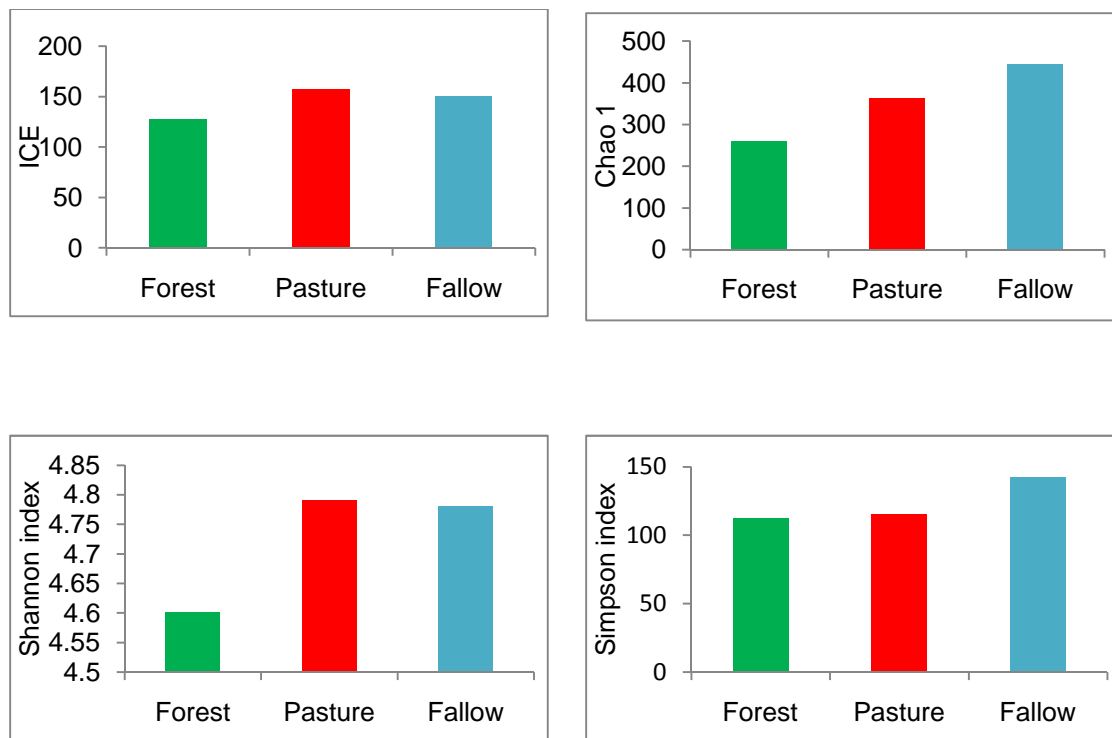 ICE
200
150
100
50
0
Forest Pasture Fallow
Chao 1
500
400
300
200
100
0
Forest Pasture Fallow
Shannon index
4.85
4.8
4.75
4.7
4.65
4.6
4.55
4.5
Forest Pasture Fallow
Simpson index
150
100
50
0
Forest Pasture Fallow